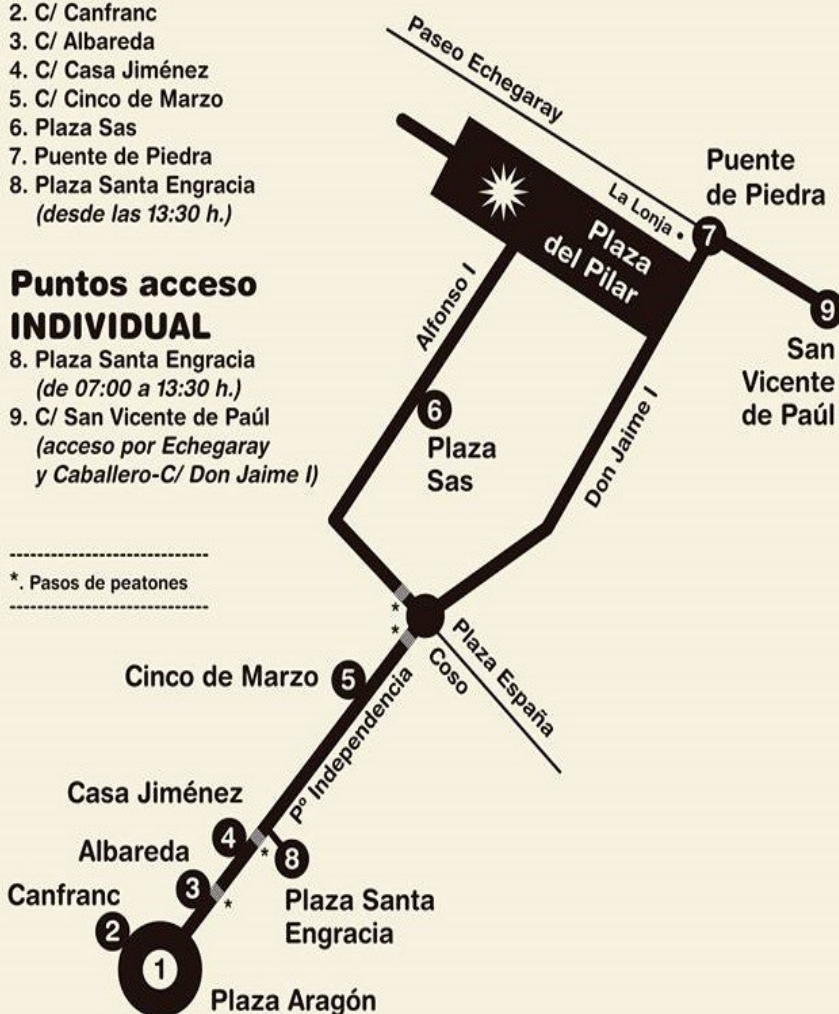 2. C/ Canfranc
3. C/ Albareda
4. C/ Casa Jiménez
5. C/ Cinco de Marzo
6. Plaza Sas
7. Puente de Piedra
8. Plaza Santa Engracia
(desde las 13:30 h.)
Puntos acceso
INDIVIDUAL
8. Plaza Santa Engracia
(de 07:00 a 13:30 h.)
9. C/ San Vicente de Paúl
(acceso por Echegaray
y Caballero-C/ Don Jaime I)
*. Pasos de peatones
Paseo Echegaray
La Lonja
Plaza
del Pilar
7
Puente
de Piedra
9
San
Vicente
de Paúl
Alfonso I
6
Plaza
Sas
Don Jaime I
*
*
Plaza España
Coso
Cinco de Marzo 5
Pº Independencia
Casa Jiménez
4
*
8
Albareda
3
*
Plaza Santa
Engracia
Canfranc
2
1
Plaza Aragón